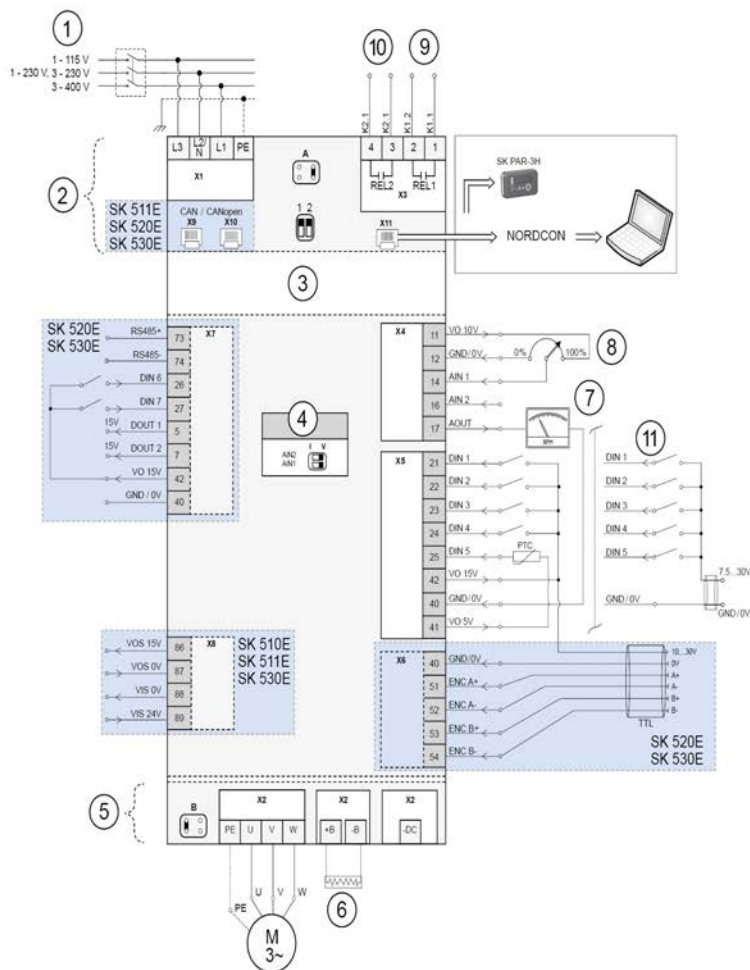 1
1 - 115 V
1 - 230 V, 3 - 230 V
3 - 400 V
10
9
K2.1
K2.1
K1.2
K1.1
L3
L2/
N
L1
PE
X1
A
4
3
2
1
REL2
REL1
X3
SK PAR-3H
NORDCON
2
SK 511E
SK 520E
SK 530E
CAN / CANopen
X9
X10
1 2
X11
3
SK 520E
SK 530E
X7
RS485+
73
RS485-
74
DIN 6
26
DIN 7
27
15V
DOUT 1
5
15V
DOUT 2
7
VO 15V
42
GND / 0V
40
4
I V
AIN2
AIN1
X4
11
VO 10V
12
GND/0V
0%
100%
8
14
AIN 1
16
AIN 2
17
AOUT
7
X5
21
DIN 1
22
DIN 2
23
DIN 3
24
DIN 4
25
DIN 5
PTC
42
VO 15V
40
GND/0V
41
VO 5V
11
DIN 1
DIN 2
DIN 3
DIN 4
DIN 5
7.5...30V
GND/0V
GND/0V
X8
SK 510E
SK 511E
SK 530E
VOS 15V
86
VOS 0V
87
VIS 0V
88
VIS 24V
89
X6
40
GND/0V
51
ENC A+
52
ENC A-
53
ENC B+
54
ENC B-
10...30V
0V
A+
A-
B+
B-
TTL
SK 520E
SK 530E
5
B
X2
PE
U
V
W
X2
+B
-B
X2
-DC
PE
U
V
W
6
M
3~